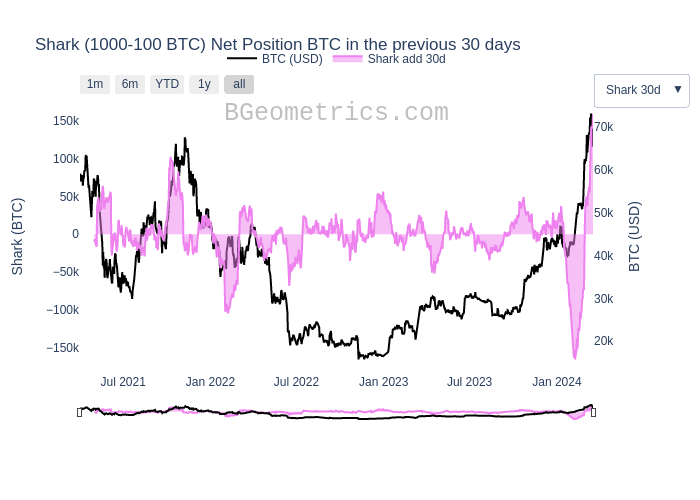 Shark (1000-100 BTC) Net Position BTC in the previous 30 days
BTC (USD) Shark add 30d
1m 6m YTD 1y all
Shark 30d ▼
BGeometrics.com
150k
100k
50k
0
−50k
−100k
−150k
Shark (BTC)
70k
60k
50k
40k
30k
20k
BTC (USD)
Jul 2021 Jan 2022 Jul 2022 Jan 2023 Jul 2023 Jan 2024